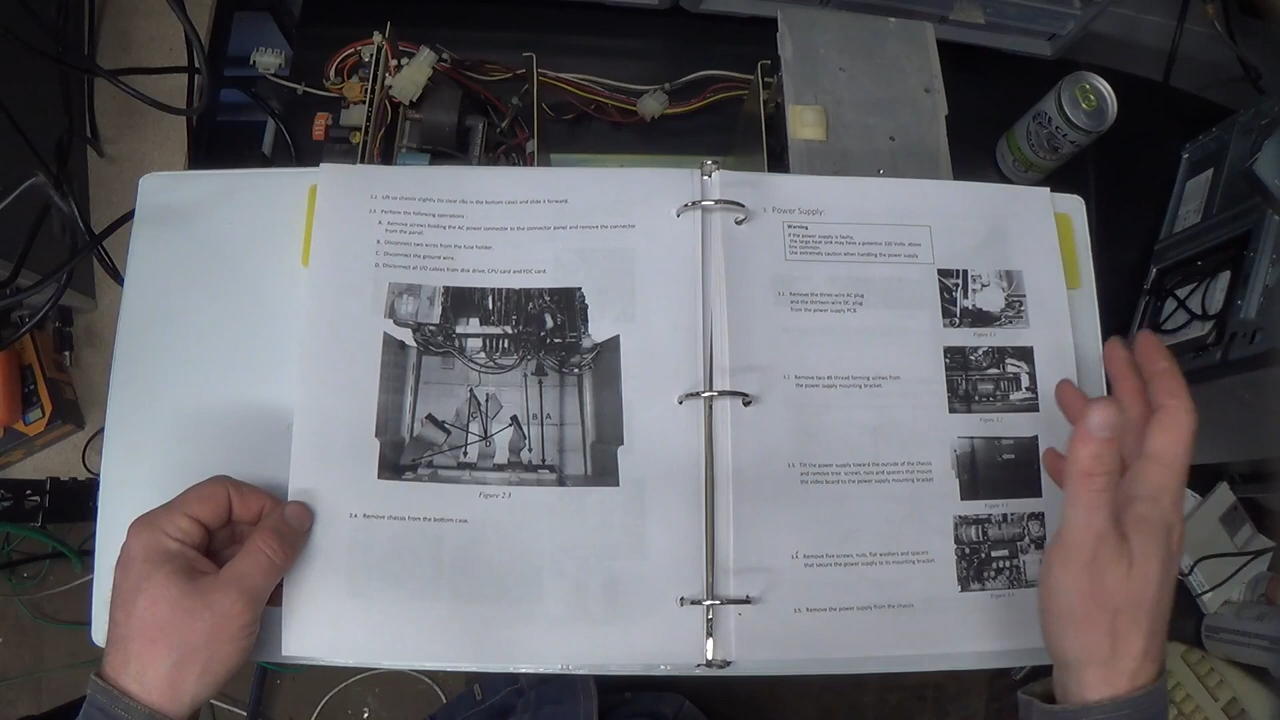 2.2. Lift up chassis slightly (to clear ribs in the bottom case) and slide it forward.
2.3. Perform the following operations:
A. Remove screws holding the AC power connector to the connector panel and remove the connector
from the panel.
B. Disconnect two wires from the fuse holder.
C. Disconnect the ground wire.
D. Disconnect all I/O cables from disk drive, CPU card and FDC card.
C
B
A
D
Figure 2.3
2.4. Remove chassis from the bottom case.
3. Power Supply:
Warning
If the power supply is faulty,
the large heat sink may have a potential 320 Volts above
line common.
Use extremely caution when handling the power supply
3.1. Remove the three-wire AC plug
and the thirteen-wire DC plug
from the power supply PCB.
Figure 3.1
3.2. Remove two #6 thread forming screws from
the power supply mounting bracket.
Figure 3.2
3.3. Tilt the power supply toward the outside of the chassis
and remove tree screws, nuts and spacers that mount
the video board to the power supply mounting bracket
Figure 3.3
3.4. Remove five screws, nuts, flat washers and spacers
that secure the power supply to its mounting bracket.
Figure 3.4
3.5. Remove the power supply from the chassis
115